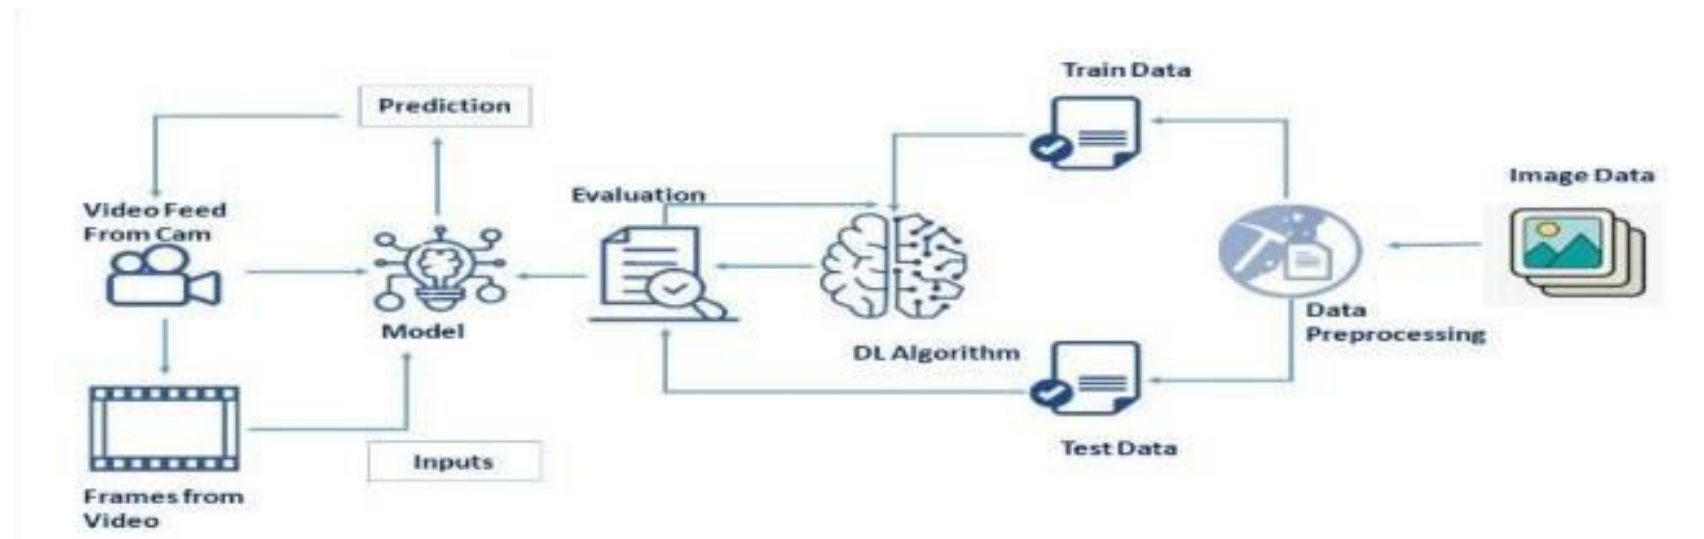 Train Data
Prediction
Image Data
Evaluation
Video Feed
From Cam
Data
Preprocessing
Model
DL Algorithm
Test Data
Inputs
Frames from
Video